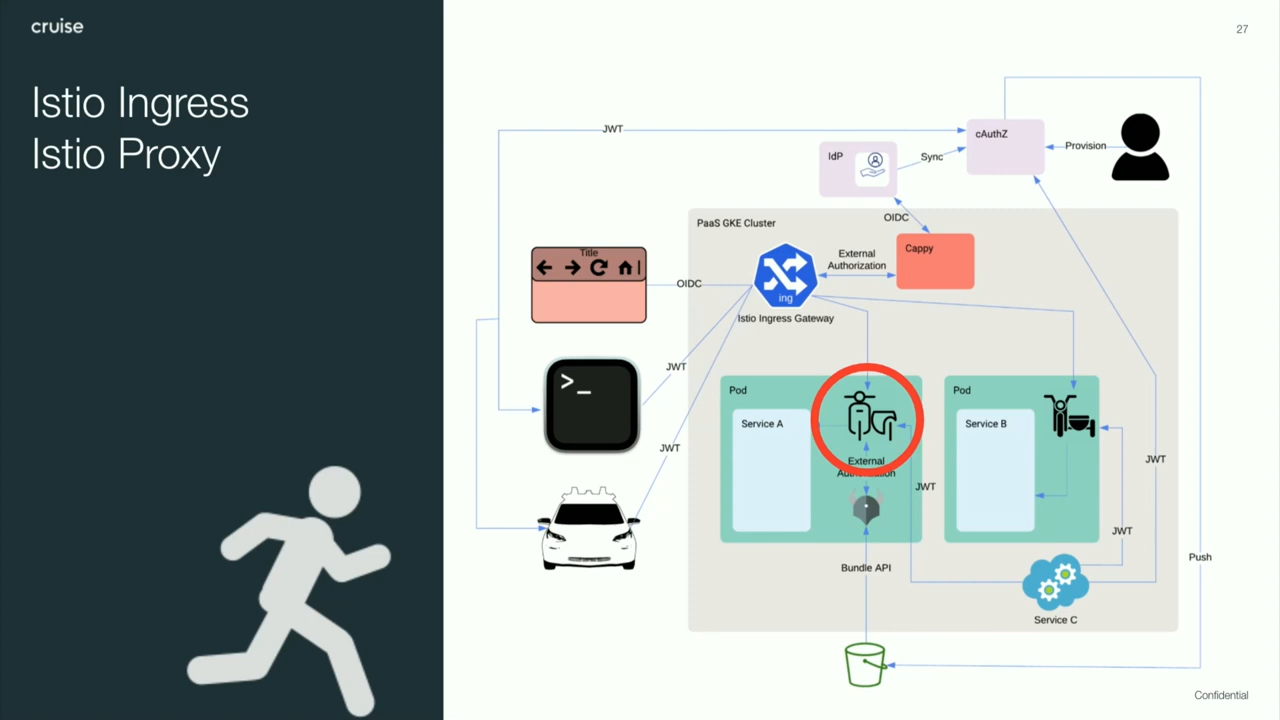 cruise
27
Istio Ingress
Istio Proxy
JWT
cAuthZ
IdP
Sync
Provision
OIDC
PaaS GKE Cluster
Cappy
Title
External
Authorization
OIDC
ing
Istio Ingress Gateway
JWT
Pod
Pod
Service A
Service B
>_
JWT
External
Authorization
JWT
JWT
JWT
Push
Bundle API
Service C
Confidential